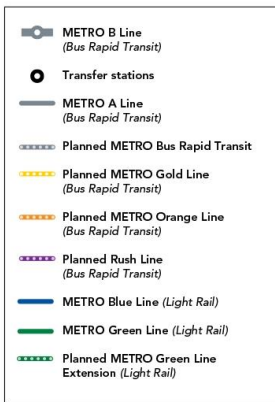 METRO B Line
(Bus Rapid Transit)
Transfer stations
METRO A Line
(Bus Rapid Transit)
Planned METRO Bus Rapid Transit
Planned METRO Gold Line
(Bus Rapid Transit)
Planned METRO Orange Line
(Bus Rapid Transit)
Planned Rush Line
(Bus Rapid Transit)
METRO Blue Line (Light Rail)
METRO Green Line (Light Rail)
Planned METRO Green Line
Extension (Light Rail)